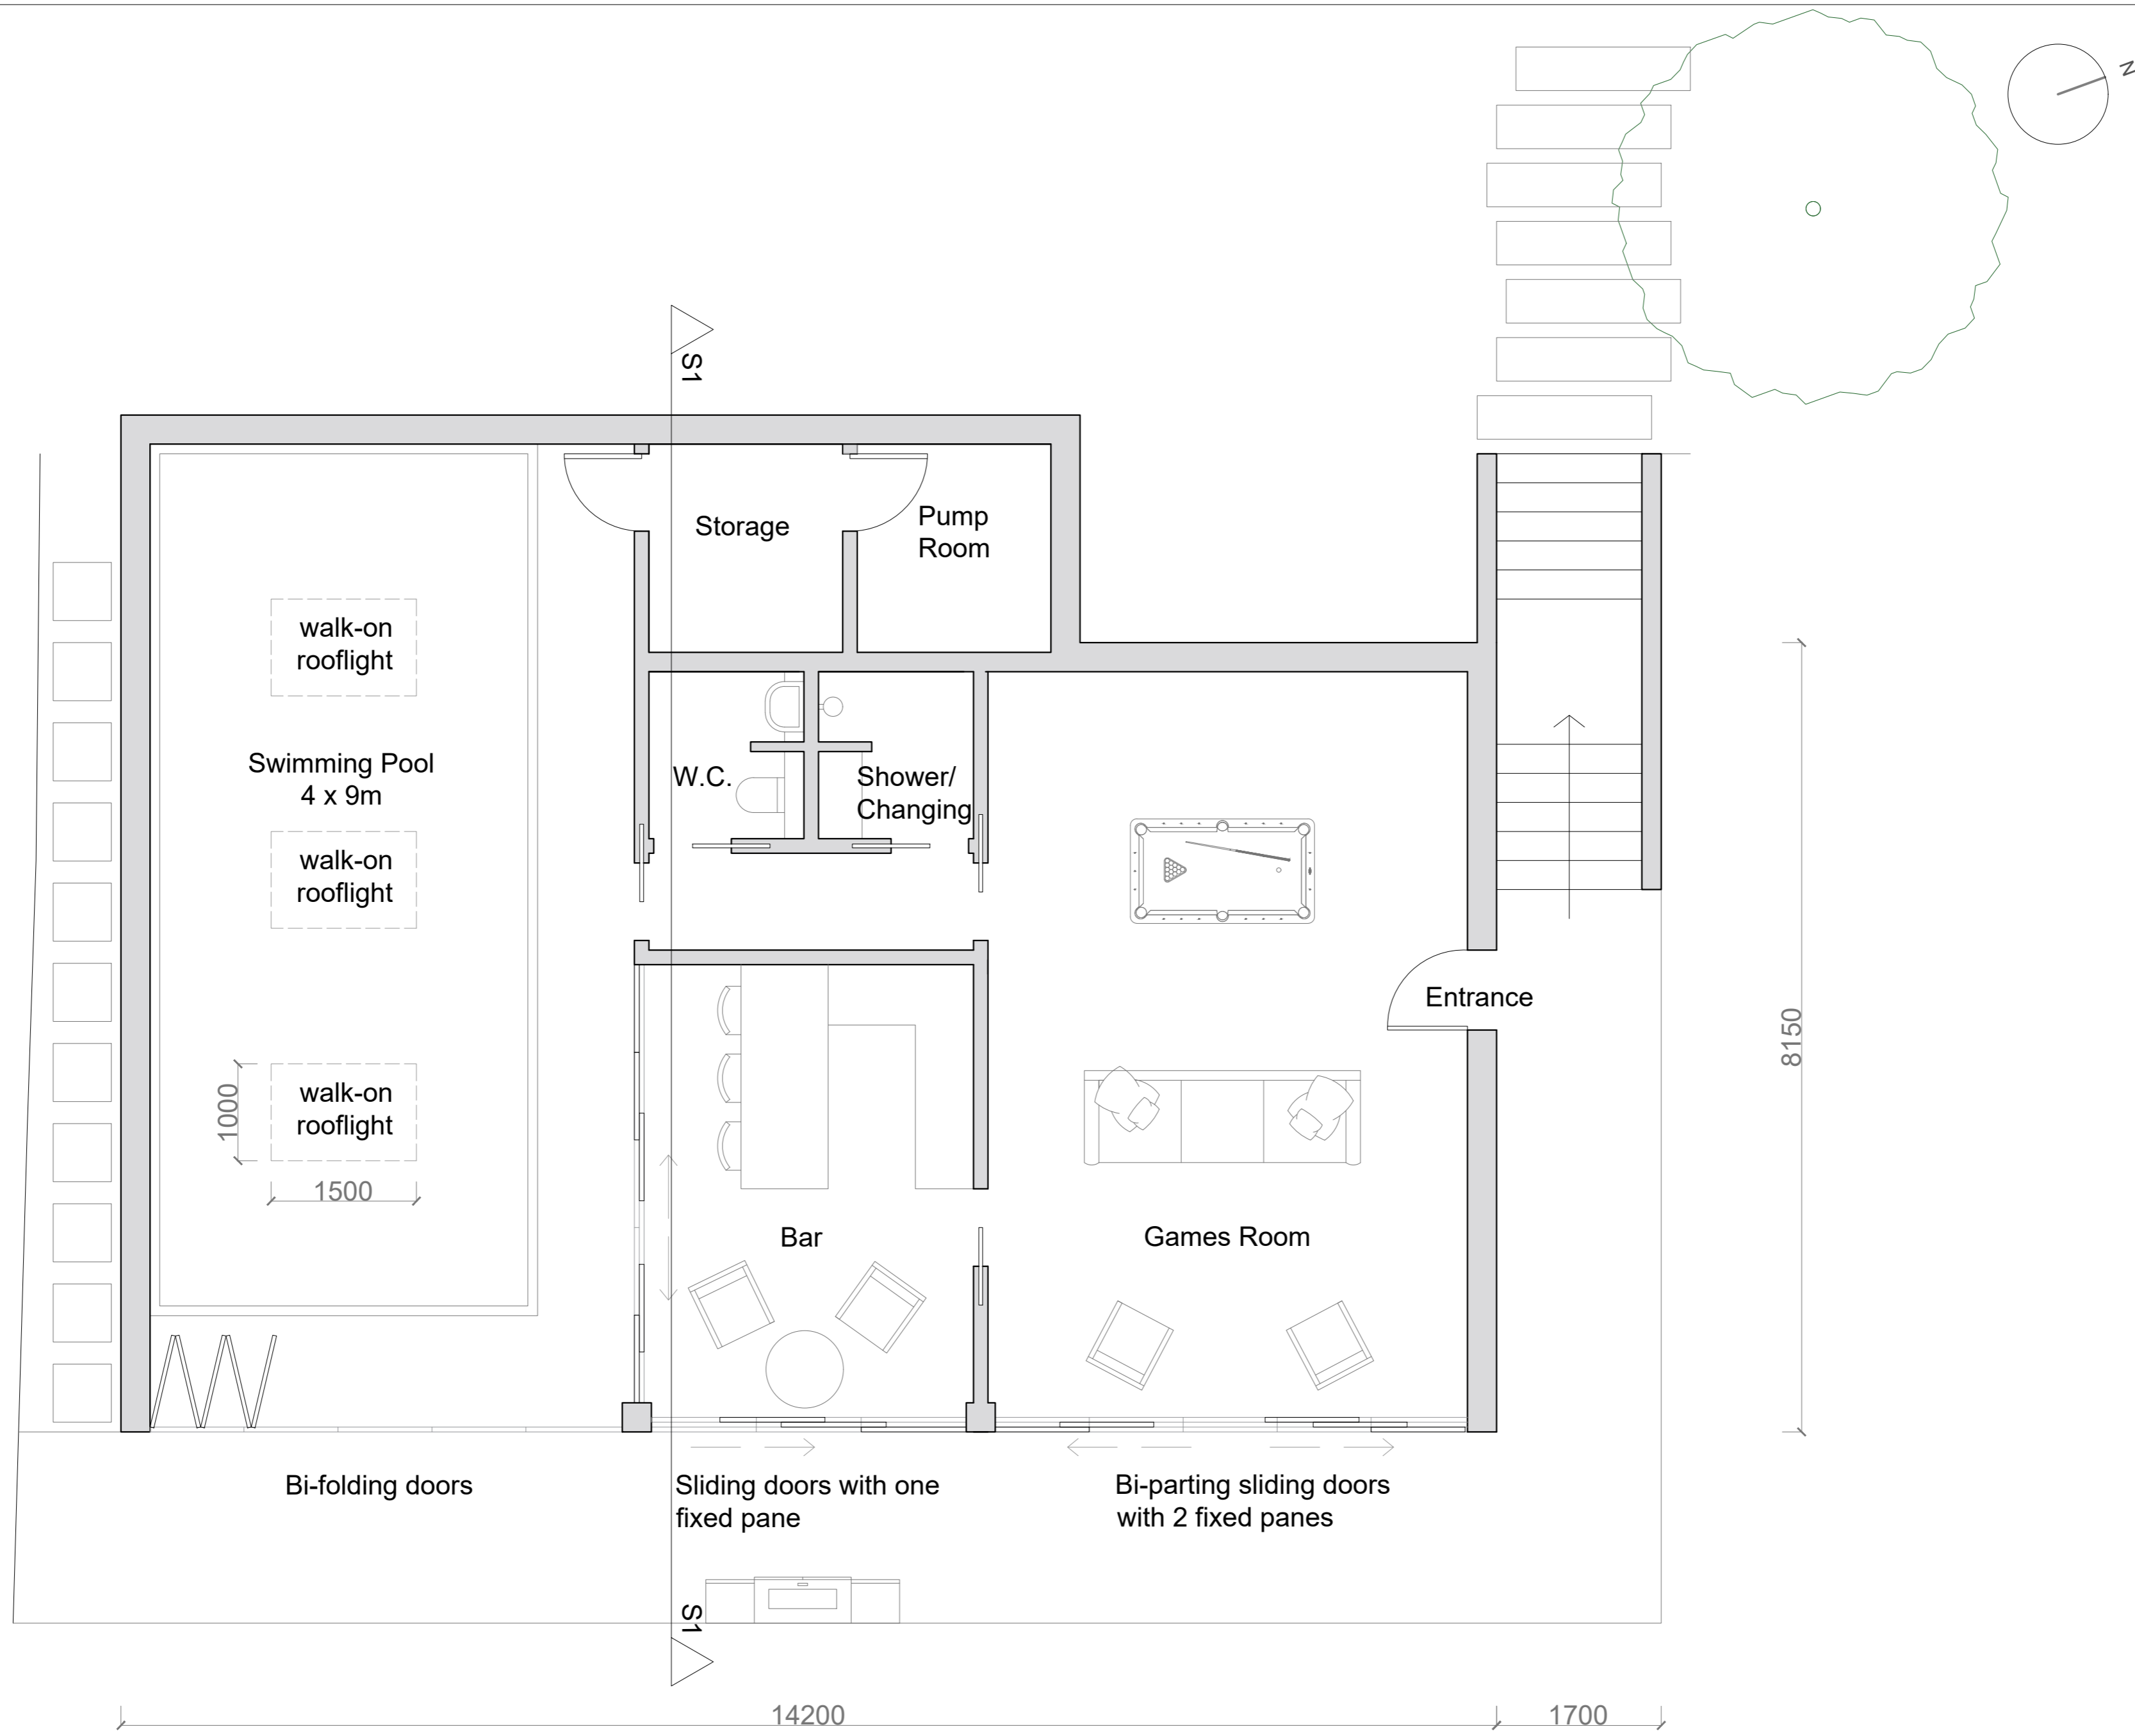 N
S1
Storage
Pump
Room
walk-on
rooflight
Swimming Pool
4 x 9m
W.C.
Shower/
Changing
walk-on
rooflight
Entrance
8150
1000
walk-on
rooflight
1500
Bar
Games Room
Bi-folding doors
Sliding doors with one
fixed pane
Bi-parting sliding doors
with 2 fixed panes
S1
14200
1700